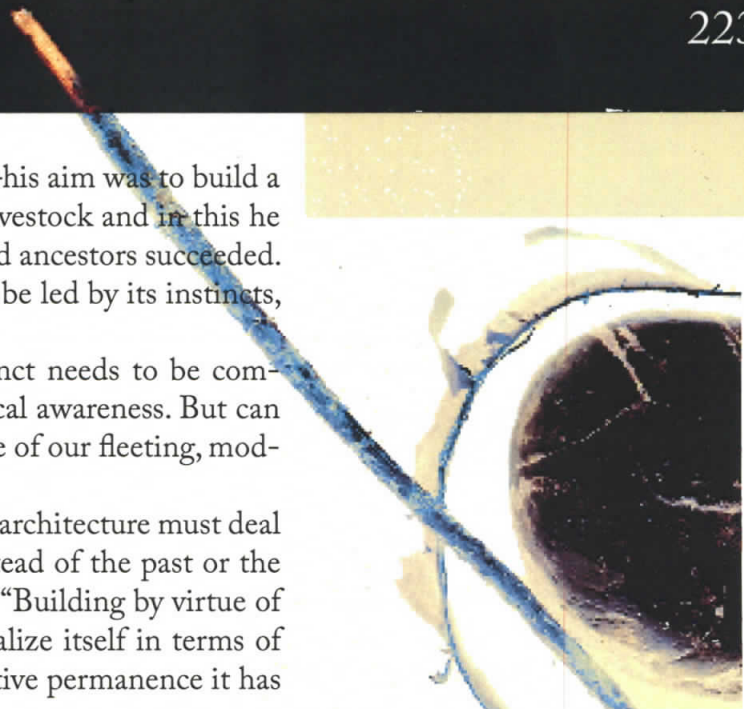 223
his aim was to build a
vestock and in this he
d ancestors succeeded.
be led by its instincts,
nct needs to be com-
cal awareness. But can
e of our fleeting, mod-
architecture must deal
ead of the past or the
“Building by virtue of
alize itself in terms of
tive permanence it has